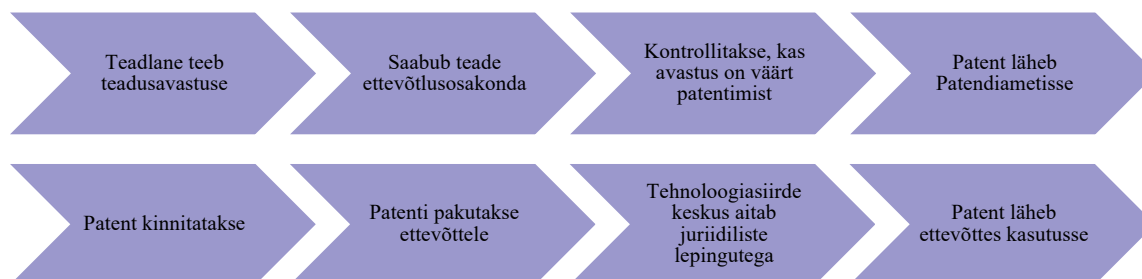 Teadlane teeb
teadusavastuse
Saabub teade
ettevõtlusosakonda
Kontrollitakse, kas
avastus on väärt
patentimist
Patent läheb
Patendiametisse
Patent kinnitatakse
Patenti pakutakse
ettevõttele
Tehnoloogiasiirde
keskus aitab
juriidiliste
lepingutega
Patent läheb
ettevõttes kasutusse